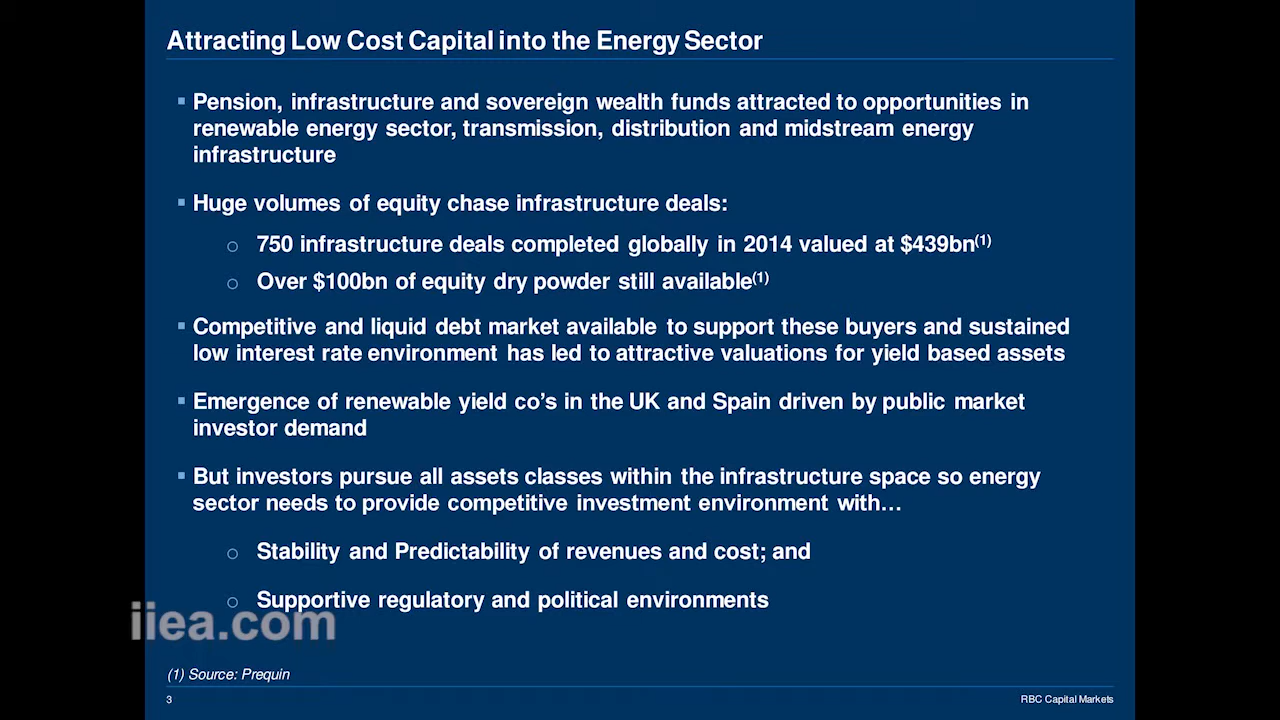 Attracting Low Cost Capital into the Energy Sector
▪ Pension, infrastructure and sovereign wealth funds attracted to opportunities in
renewable energy sector, transmission, distribution and midstream energy
infrastructure
▪ Huge volumes of equity chase infrastructure deals:
o 750 infrastructure deals completed globally in 2014 valued at $439bn(1)
o Over $100bn of equity dry powder still available(1)
▪ Competitive and liquid debt market available to support these buyers and sustained
low interest rate environment has led to attractive valuations for yield based assets
▪ Emergence of renewable yield co's in the UK and Spain driven by public market
investor demand
▪ But investors pursue all assets classes within the infrastructure space so energy
sector needs to provide competitive investment environment with…
o Stability and Predictability of revenues and cost; and
o Supportive regulatory and political environments
iiea.com
(1) Source: Prequin
3
RBC Capital Markets